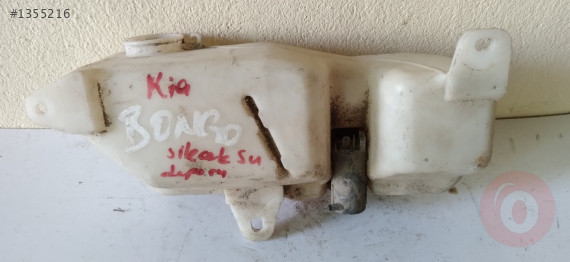 #1355216
Kia
BONGO
silecek su
deposu